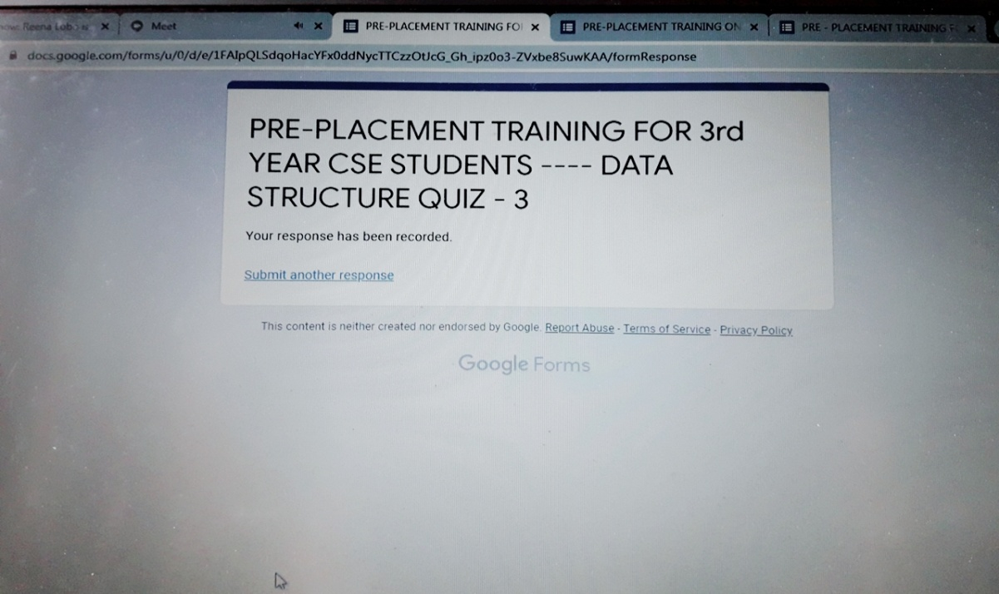 Reena Lobo is
Meet
PRE-PLACEMENT TRAINING FO
PRE-PLACEMENT TRAINING ON
PRE - PLACEMENT TRAINING F
docs.google.com/forms/u/0/d/e/1FAIpQLSdqoHacYFx0ddNycTTCzzOtJcG_Gh_ipz0o3-ZVxbe8SuwKAA/formResponse
PRE-PLACEMENT TRAINING FOR 3rd
YEAR CSE STUDENTS ---- DATA
STRUCTURE QUIZ - 3
Your response has been recorded.
Submit another response
This content is neither created nor endorsed by Google. Report Abuse - Terms of Service - Privacy Policy
Google Forms